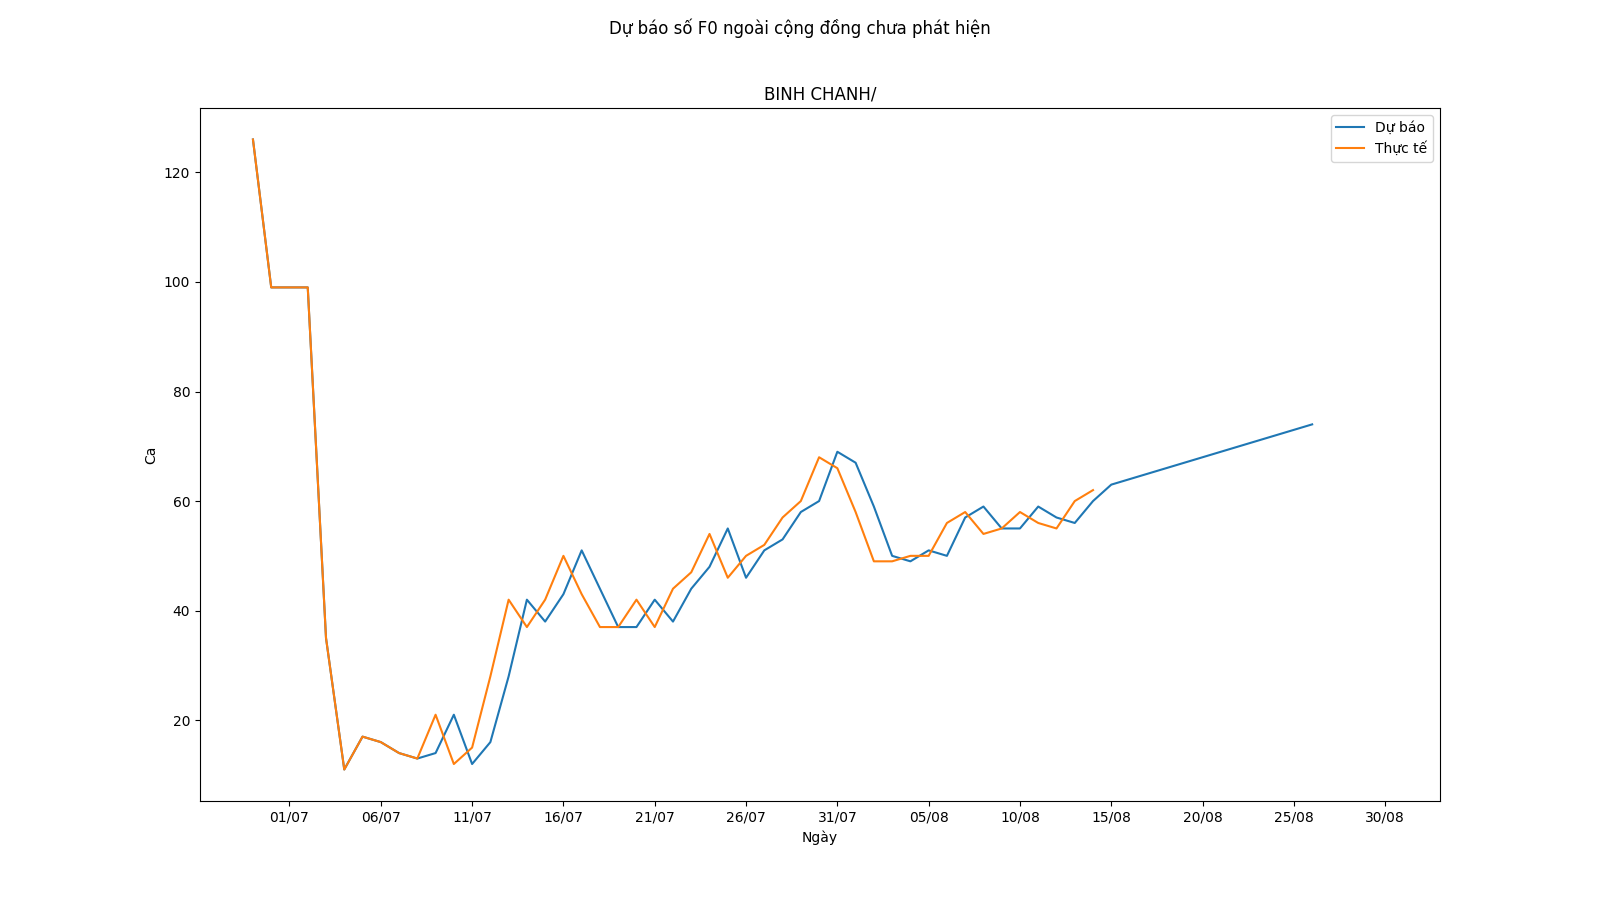 Dự báo số F0 ngoài cộng đồng chưa phát hiện
BINH CHANH/
Dự báo
Thực tế
120
100
80
60
40
20
Ca
01/07 06/07 11/07 16/07 21/07 26/07 31/07 05/08 10/08 15/08 20/08 25/08 30/08
Ngày